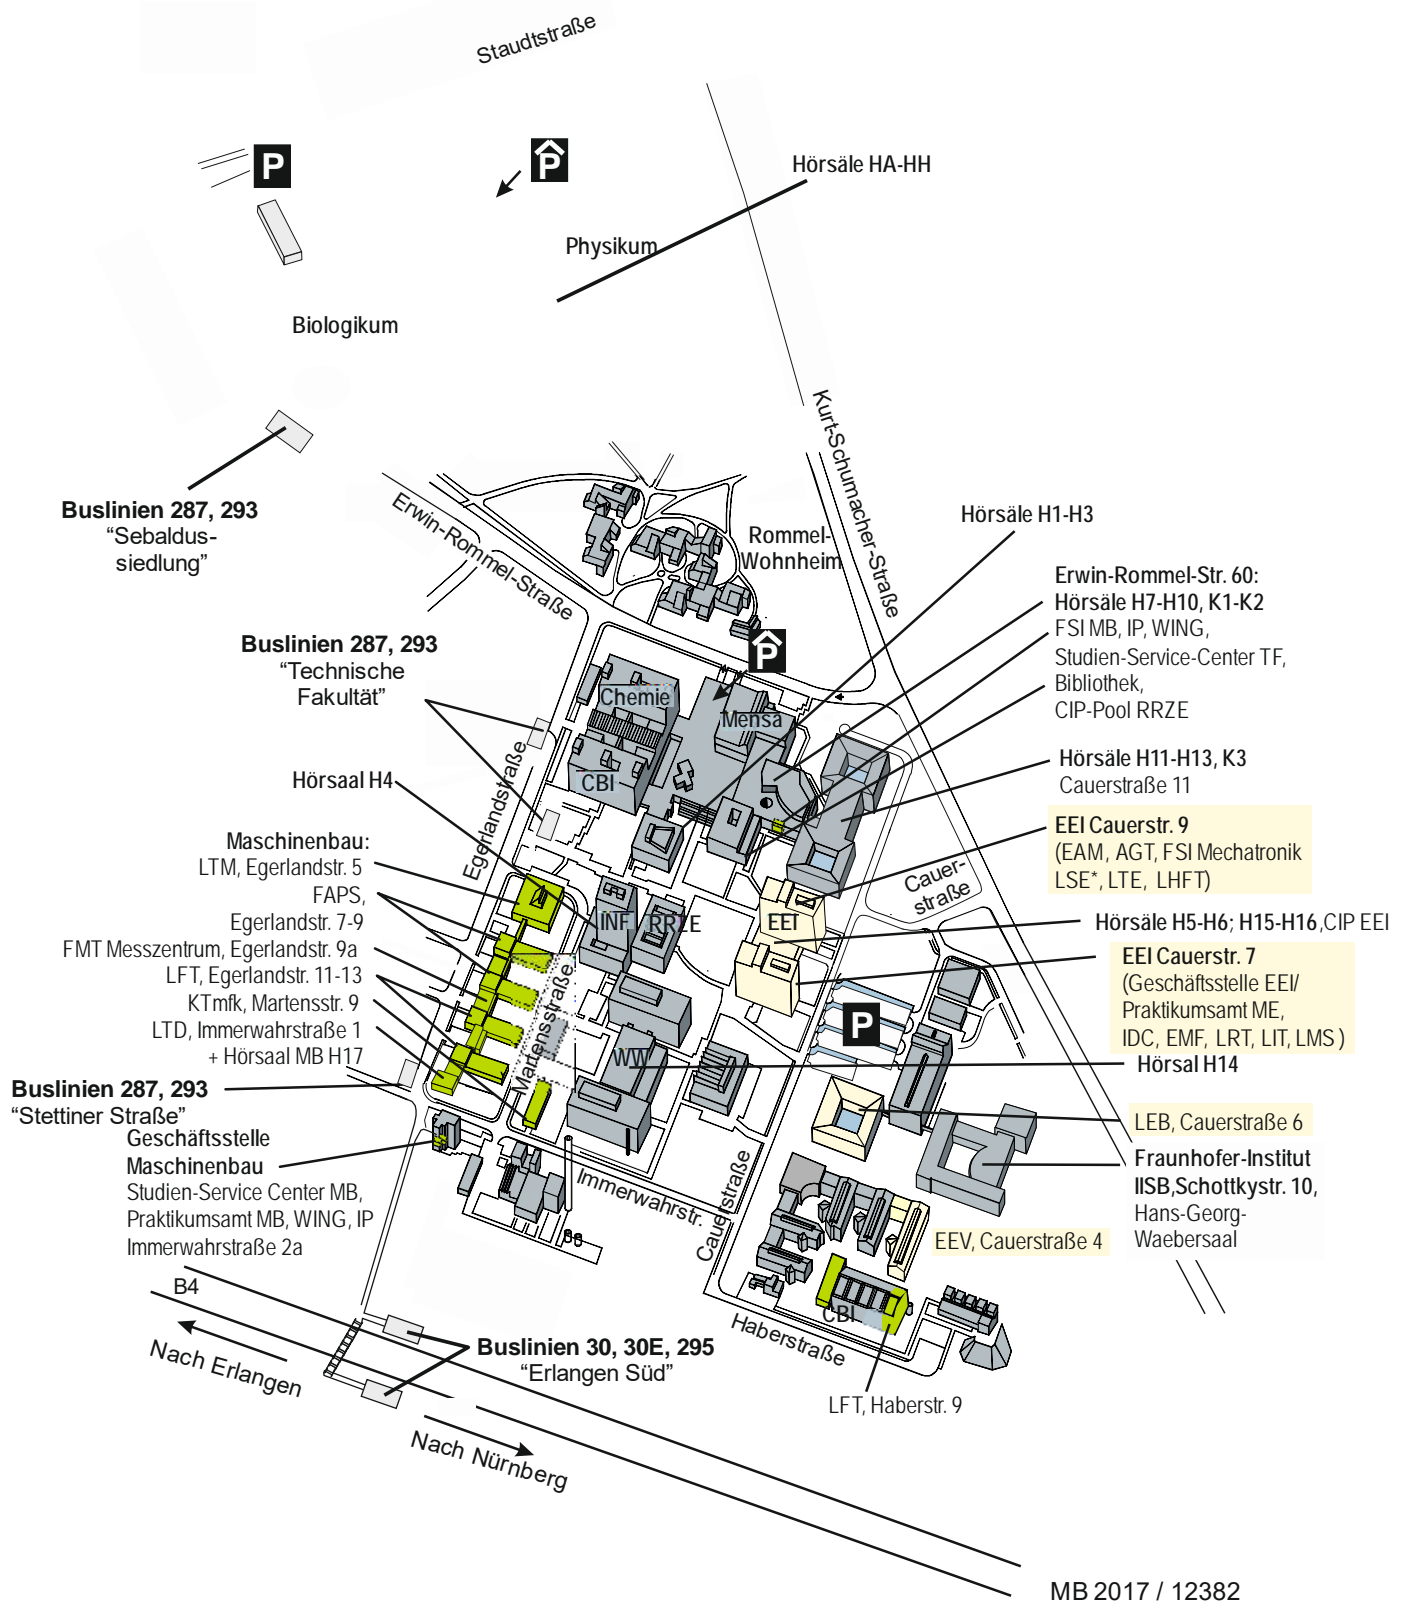 Staudtstraße
P
P
Hörsäle HA-HH
Physikum
Biologikum
Kurt-Schumacher-Straße
Buslinien 287, 293
“Sebaldus-
siedlung”
Erwin-Rommel-Straße
Rommel-
Wohnheim
Hörsäle H1-H3
Erwin-Rommel-Str. 60:
Hörsäle H7-H10, K1-K2
FSI MB, IP, WING,
Studien-Service-Center TF,
Bibliothek,
CIP-Pool RRZE
Buslinien 287, 293
“Technische
Fakultät”
P
Chemie
Mensa
CBI
Egerlandstraße
Hörsaal H4
Hörsäle H11-H13, K3
Cauerstraße 11
EEI Cauerstr. 9
(EAM, AGT, FSI Mechatronik
LSE*, LTE, LHFT)
Cauer-
straße
Maschinenbau:
LTM, Egerlandstr. 5
FAPS,
Egerlandstr. 7-9
FMT Messzentrum, Egerlandstr. 9a
LFT, Egerlandstr. 11-13
KTmfk, Martensstr. 9
LTD, Immerwahrstraße 1
+ Hörsaal MB H17
INF
RRZE
EEI
Hörsäle H5-H6; H15-H16,CIP EEI
EEI Cauerstr. 7
(Geschäftsstelle EEI/
Praktikumsamt ME,
IDC, EMF, LRT, LIT, LMS )
Martensstraße
P
WW
Hörsal H14
Buslinien 287, 293
“Stettiner Straße”
LEB, Cauerstraße 6
Geschäftsstelle
Maschinenbau
Studien-Service Center MB,
Praktikumsamt MB, WING, IP
Immerwahrstraße 2a
Immerwahrstr.
Cauerstraße
Fraunhofer-Institut
IISB,Schottkystr. 10,
Hans-Georg-
Waebersaal
EEV, Cauerstraße 4
B4
CBI
Haberstraße
Nach Erlangen
Buslinien 30, 30E, 295
“Erlangen Süd”
LFT, Haberstr. 9
Nach Nürnberg
MB 2017 / 12382